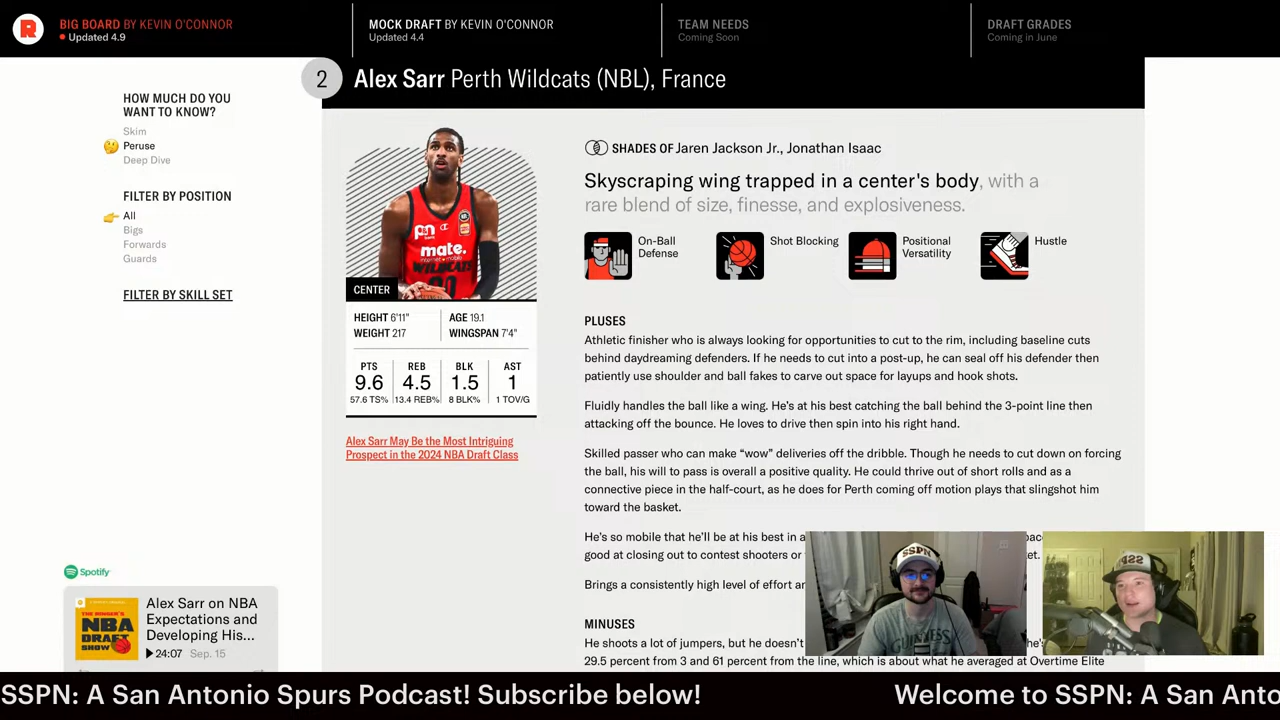 R
BIG BOARD BY KEVIN O'CONNOR
Updated 4.9
MOCK DRAFT BY KEVIN O'CONNOR
Updated 4.4
TEAM NEEDS
Coming Soon
DRAFT GRADES
Coming in June
2 Alex Sarr Perth Wildcats (NBL), France
HOW MUCH DO YOU
WANT TO KNOW?
Skim
Peruse
Deep Dive
FILTER BY POSITION
All
Bigs
Forwards
Guards
FILTER BY SKILL SET
mate.
WILDCATS
CENTER
HEIGHT 6'11"
WEIGHT 217
AGE 19.1
WINGSPAN 7'4"
PTS
9.6
57.6 TS%
REB
4.5
13.4 REB%
BLK
1.5
8 BLK%
AST
1
1 TOV/G
Alex Sarr May Be the Most Intriguing
Prospect in the 2024 NBA Draft Class
SHADES OF Jaren Jackson Jr., Jonathan Isaac
Skyscraping wing trapped in a center's body, with a
rare blend of size, finesse, and explosiveness.
On-Ball
Defense
Shot Blocking
Positional
Versatility
Hustle
PLUSES
Athletic finisher who is always looking for opportunities to cut to the rim, including baseline cuts
behind daydreaming defenders. If he needs to cut into a post-up, he can seal off his defender then
patiently use shoulder and ball fakes to carve out space for layups and hook shots.
Fluidly handles the ball like a wing. He's at his best catching the ball behind the 3-point line then
attacking off the bounce. He loves to drive then spin into his right hand.
Skilled passer who can make “wow” deliveries off the dribble. Though he needs to cut down on forcing
the ball, his will to pass is overall a positive quality. He could thrive out of short rolls and as a
connective piece in the half-court, as he does for Perth coming off motion plays that slingshot him
toward the basket.
He's so mobile that he'll be at his best in a
good at closing out to contest shooters or
Brings a consistently high level of effort
MINUSES
He shoots a lot of jumpers, but he doesn't
29.5 percent from 3 and 61 percent from the line, which is about what he averaged at Overtime Elite
Spotify
THE RINGER'S
NBA
DRAFT
SHOW
Alex Sarr on NBA
Expectations and
Developing His...
24:07 Sep. 15
SSPN
GUINNESS
SSPN: A San Antonio Spurs Podcast! Subscribe below!
Welcome to SSPN: A San Anto